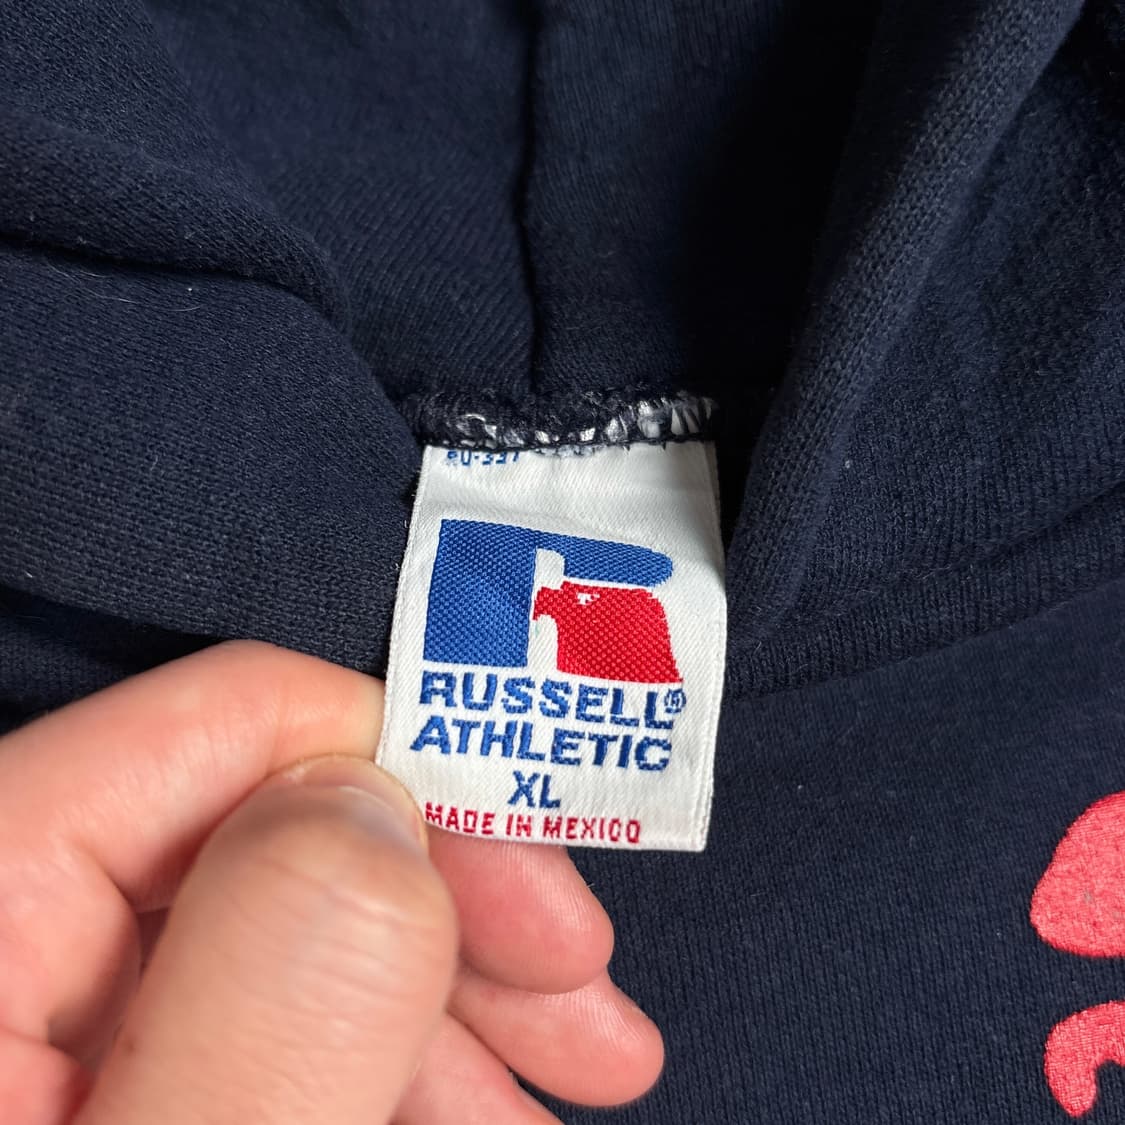 RUSSELL®
ATHLETIC
XL
MADE IN MEXICO